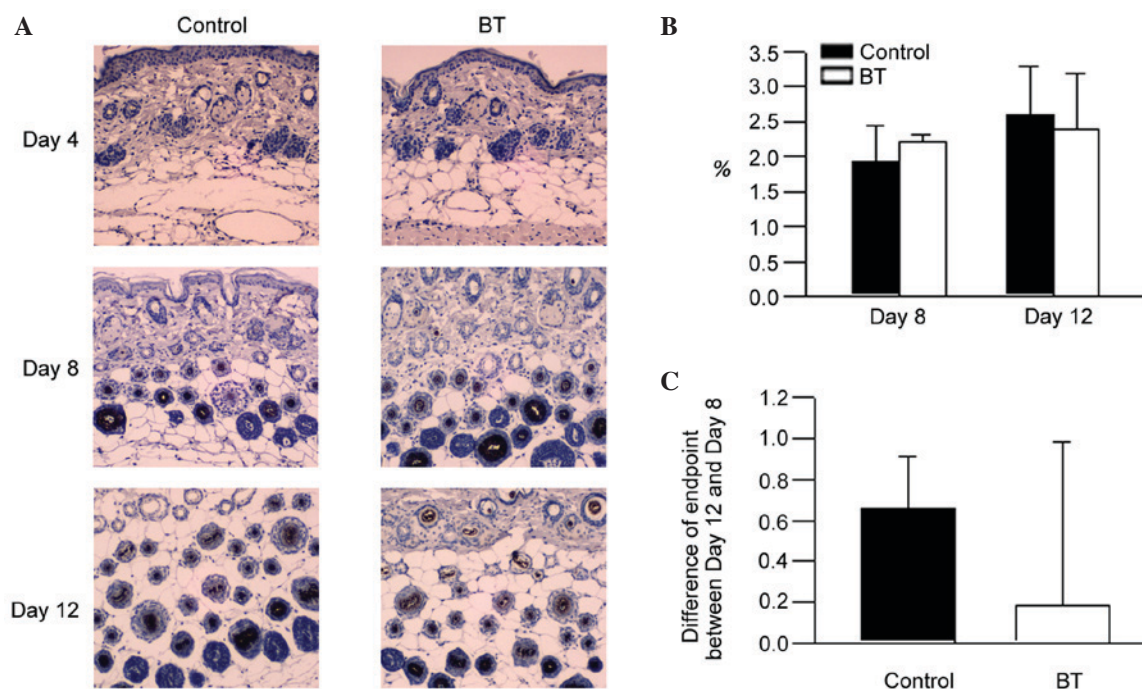 A
Control
BT
Day 4
Day 8
Day 12
B
Control
BT
3.5
3.0
2.5
2.0
1.5
1.0
0.5
0.0
%
Day 8
Day 12
C
1.2
1.0
0.8
0.6
0.4
0.2
0.0
Difference of endpoint
between Day 12 and Day 8
Control
BT